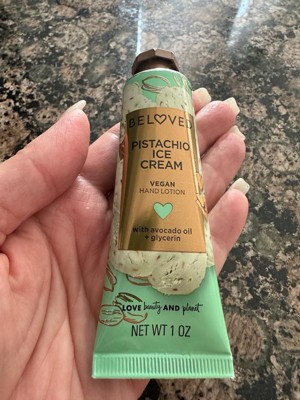 BELOVED
PISTACHIO
ICE
CREAM
VEGAN
HAND LOTION
with avocado oil
+ glycerin
LOVE beauty AND planet
NET WT 1 OZ